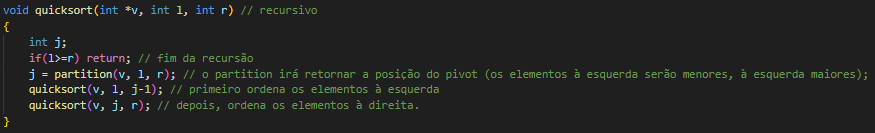 void quicksort(int *v, int l, int r) // recursivo
{
    int j;
    if(l>=r) return; // fim da recursão
    j = partition(v, l, r); // o partition irá retornar a posição do pivot (os elementos à esquerda serão menores, à esquerda maiores);
    quicksort(v, l, j-1); // primeiro ordena os elementos à esquerda
    quicksort(v, j, r); // depois, ordena os elementos à direita.
}